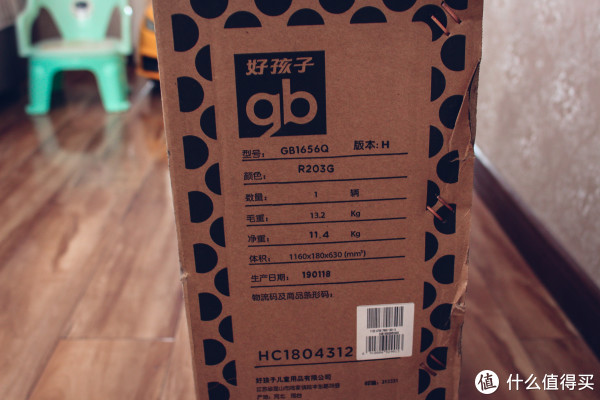 好孩子
gb
型号: GB1656Q 版本: H
颜色: R203G
数量: 1 辆
毛重: 13.2 Kg
净重: 11.4 Kg
体积: 1160x180x630 (mm³)
生产日期: 190118
物流码及商品条形码:
HC1804312
好孩子儿童用品有限公司
值 什么值得买